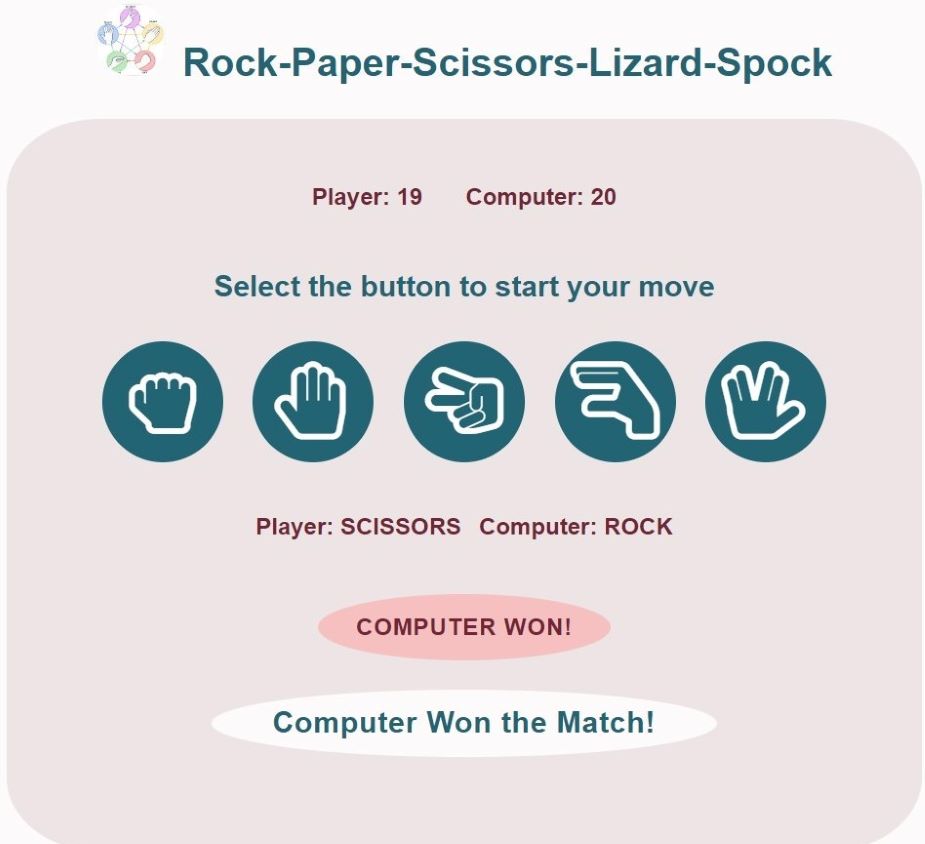 Rock-Paper-Scissors-Lizard-Spock
Player: 19 Computer: 20
Select the button to start your move
Player: SCISSORS Computer: ROCK
COMPUTER WON!
Computer Won the Match!